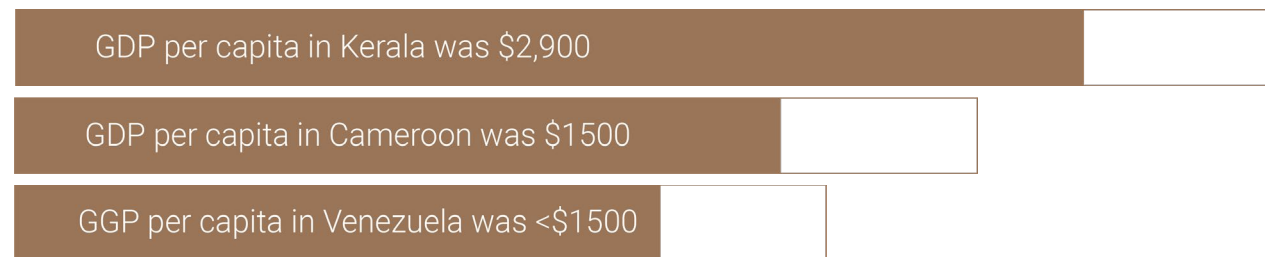 GDP per capita in Kerala was $2,900
GDP per capita in Cameroon was $1500
GGP per capita in Venezuela was <$1500